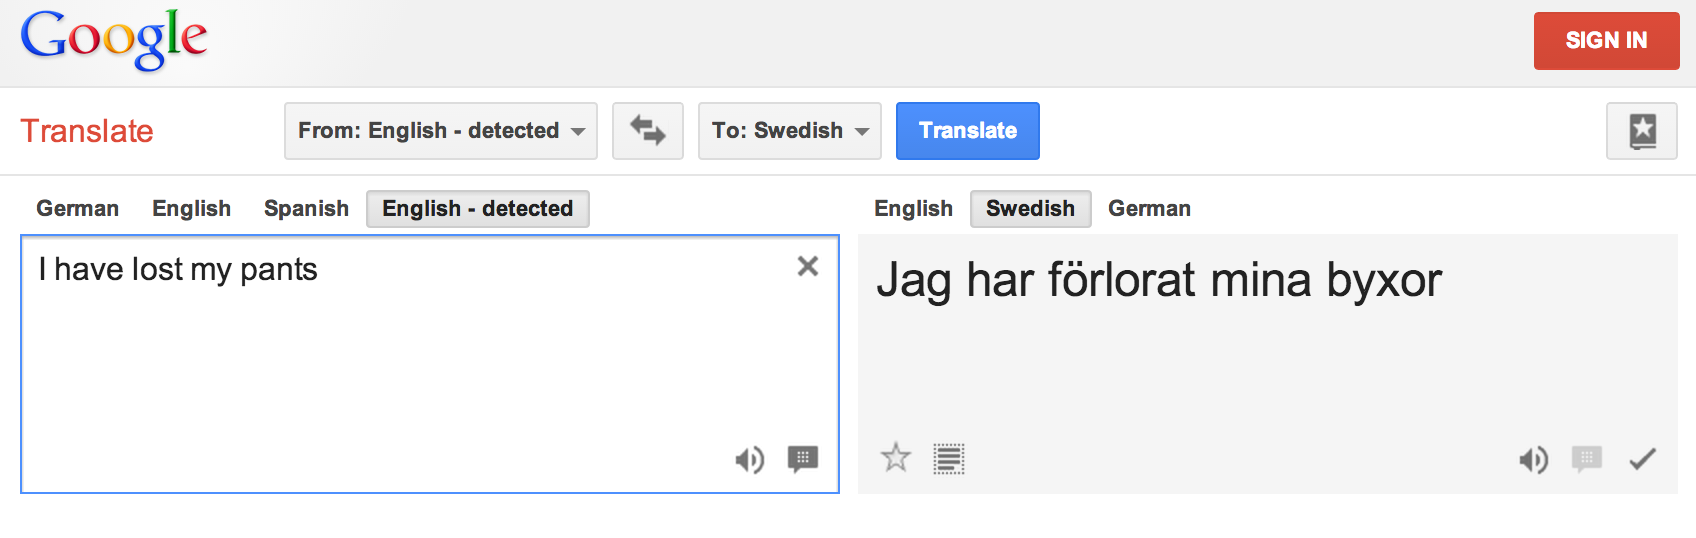 Google
SIGN IN
Translate
From: English - detected
To: Swedish
Translate
German English Spanish English - detected
English Swedish German
I have lost my pants
Jag har förlorat mina byxor